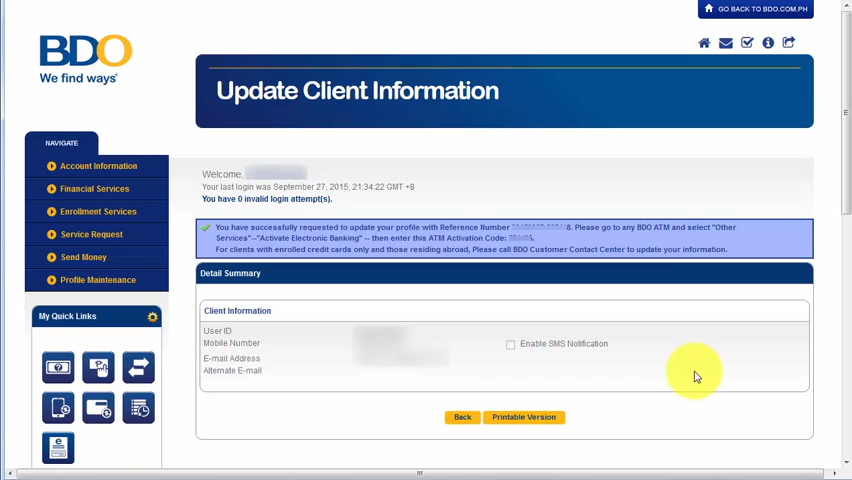 GO BACK TO BDO.COM.PH
BDO
We find ways®
Update Client Information
NAVIGATE
Account Information
Financial Services
Enrollment Services
Service Request
Send Money
Profile Maintenance
My Quick Links
Welcome,
Your last login was September 27, 2015, 21:34:22 GMT +8
You have 0 invalid login attempt(s).
You have successfully requested to update your profile with Reference Number. Please go to any BDO ATM and select "Other
Services"--"Activate Electronic Banking" -- then enter this ATM Activation Code:
For clients with enrolled credit cards only and those residing abroad, Please call BDO Customer Contact Center to update your information.
Detail Summary
Client Information
User ID
Mobile Number
Enable SMS Notification
E-mail Address
Alternate E-mail
Back
Printable Version